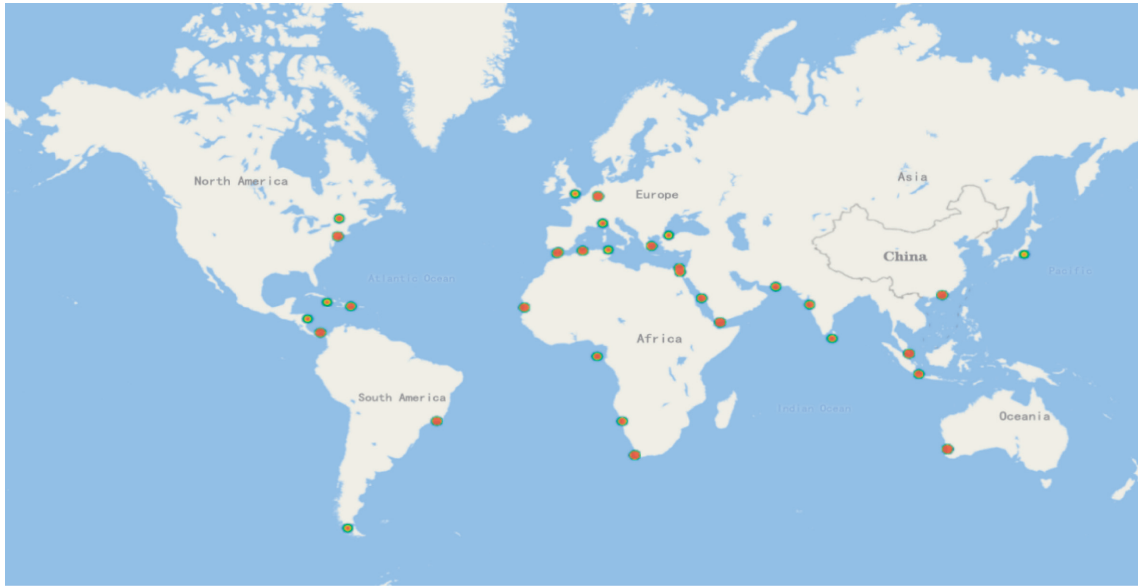 North America
Asia
Europe
China
Pacific
Atlantic Ocean
Africa
South America
Indian Ocean
Oceania